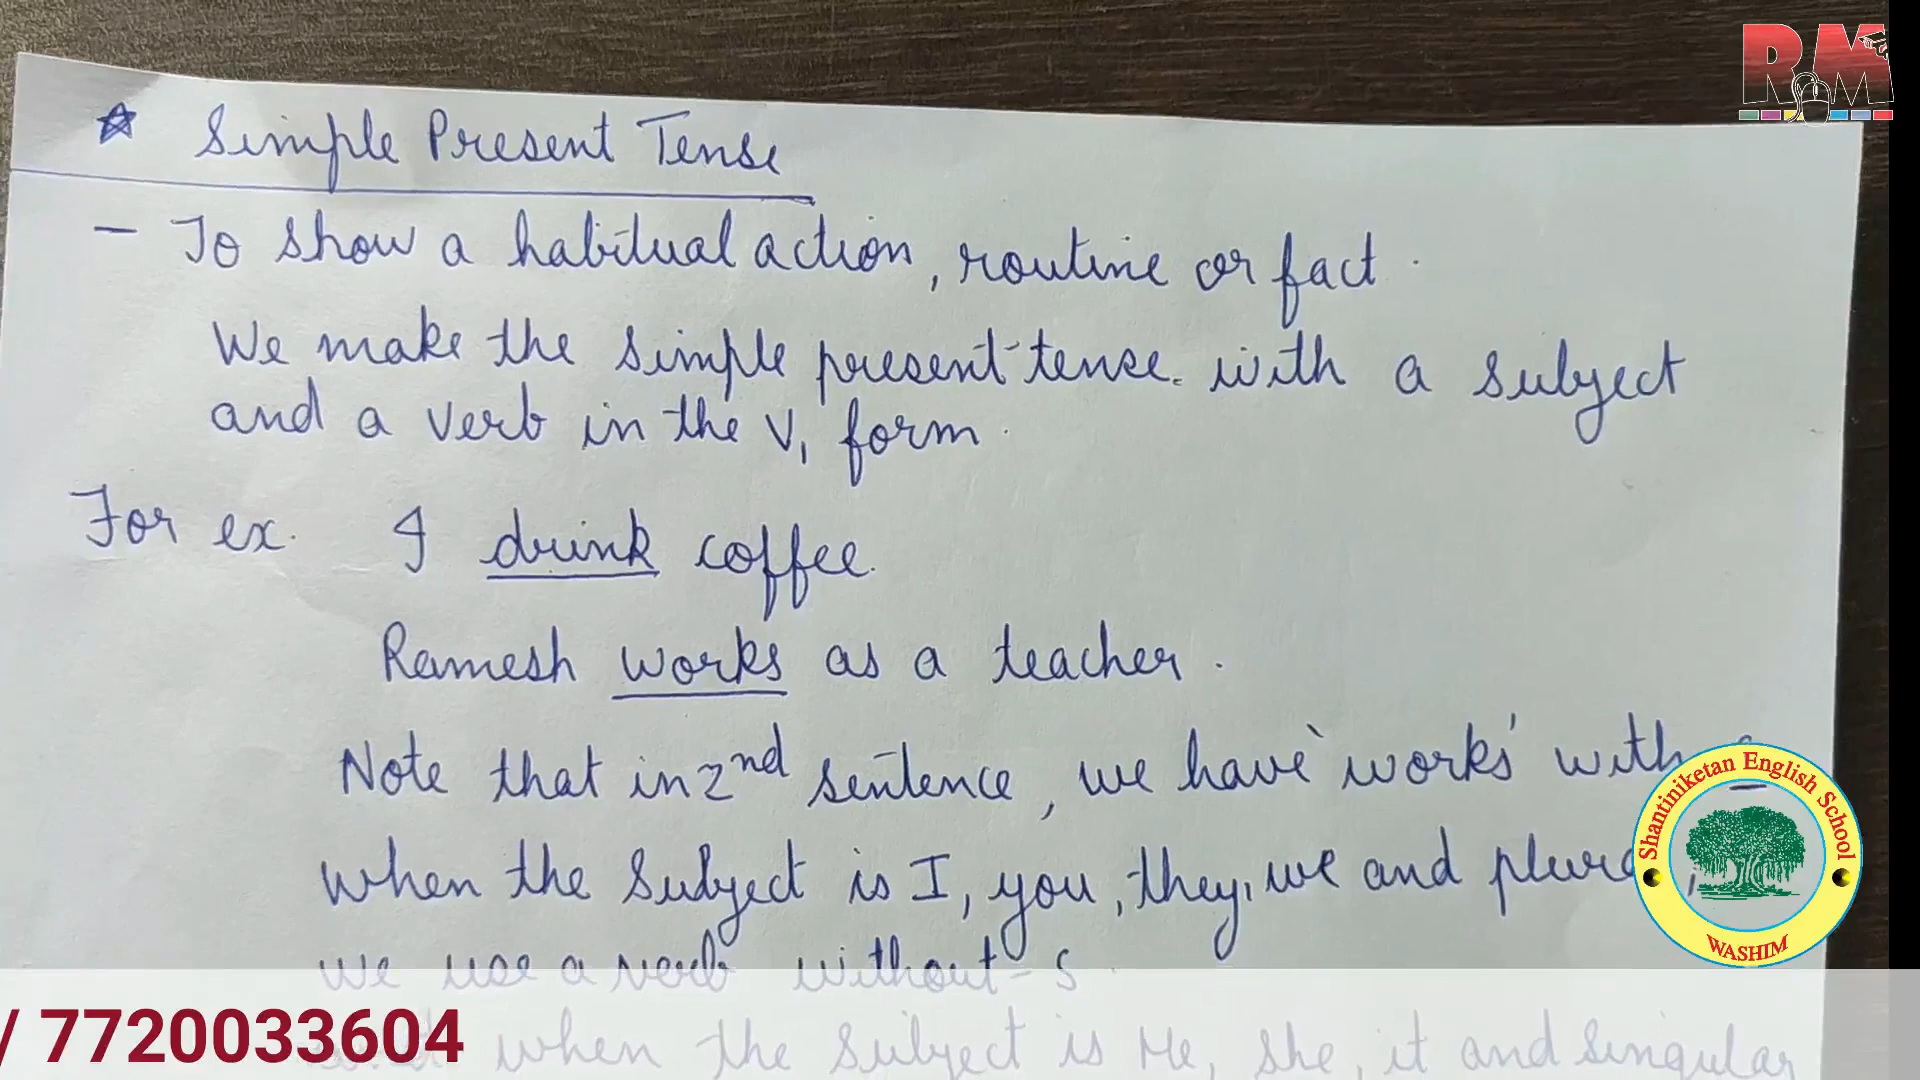 RM
☆ Simple Present Tense
– To show a habitual action, routine or fact.
We make the simple present tense with a subject
and a verb in the V1 form.
For ex. I drink coffee.
Ramesh works as a teacher.
Note that in 2nd sentence, we have 'works' with
when the Subject is I, you, they, we and
we use a verb without -s.
when the subject is He, she, it and singular
Shantiniketan English School
WASHIM
/ 7720033604